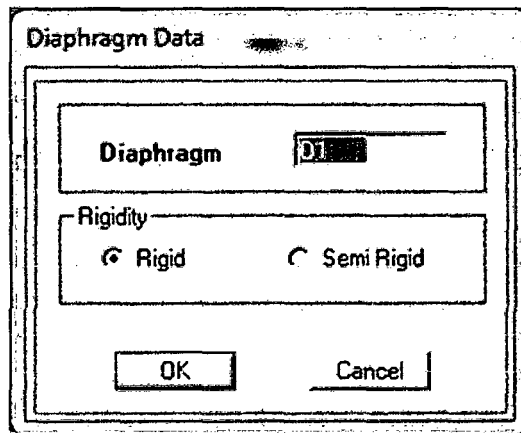 Diaphragm Data
Diaphragm D1
Rigidity
Rigid Semi Rigid
OK Cancel